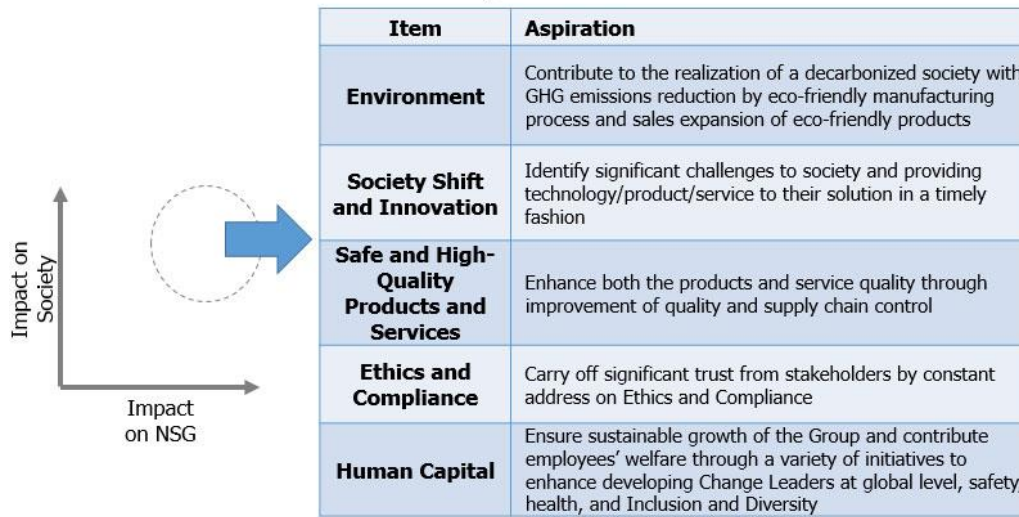 Impact on
Society
Impact
on NSG
Item
Aspiration
Environment
Contribute to the realization of a decarbonized society with
GHG emissions reduction by eco-friendly manufacturing
process and sales expansion of eco-friendly products
Society Shift
and Innovation
Identify significant challenges to society and providing
technology/product/service to their solution in a timely
fashion
Safe and High-
Quality
Products and
Services
Enhance both the products and service quality through
improvement of quality and supply chain control
Ethics and
Compliance
Carry off significant trust from stakeholders by constant
address on Ethics and Compliance
Human Capital
Ensure sustainable growth of the Group and contribute
employees’ welfare through a variety of initiatives to
enhance developing Change Leaders at global level, safety,
health, and Inclusion and Diversity